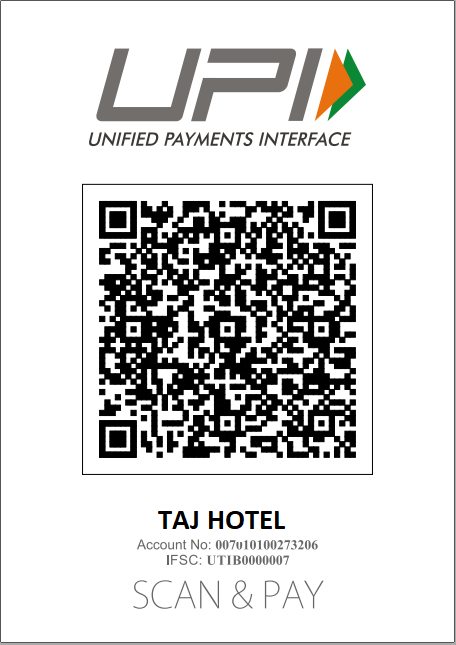 UPI
UNIFIED PAYMENTS INTERFACE
TAJ HOTEL
Account No: 007010100273206
IFSC: UTIB0000007
SCAN & PAY